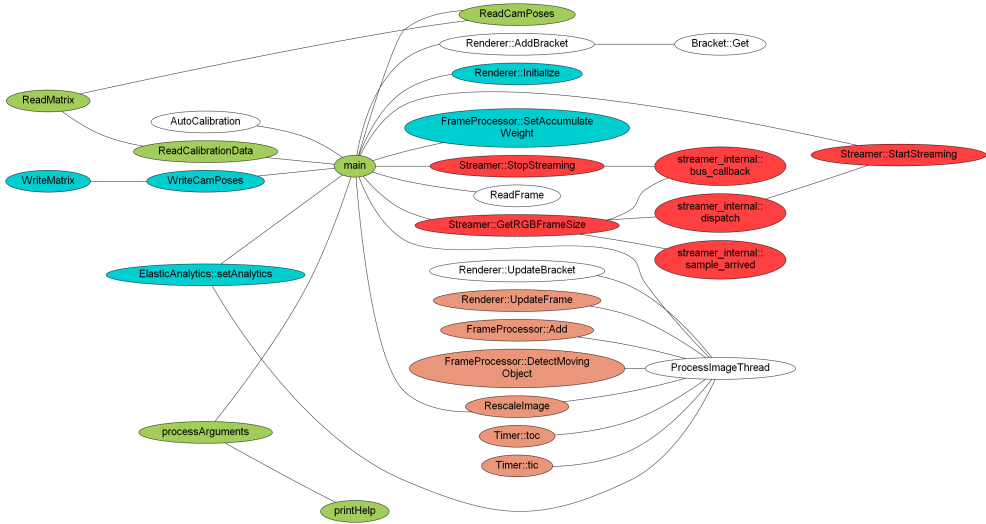 ReadCamPoses
Renderer::AddBracket
Bracket::Get
Renderer::Initialize
ReadMatrix
AutoCalibration
FrameProcessor::SetAccumulate
Weight
ReadCalibrationData
main
Streamer::StopStreaming
streamer_internal::
bus_callback
Streamer::StartStreaming
WriteMatrix
WriteCamPoses
ReadFrame
streamer_internal::
dispatch
Streamer::GetRGBFrameSize
streamer_internal::
sample_arrived
ElasticAnalytics::setAnalytics
Renderer::UpdateBracket
Renderer::UpdateFrame
FrameProcessor::Add
FrameProcessor::DetectMoving
Object
ProcessImageThread
RescaleImage
processArguments
Timer::toc
Timer::tic
printHelp